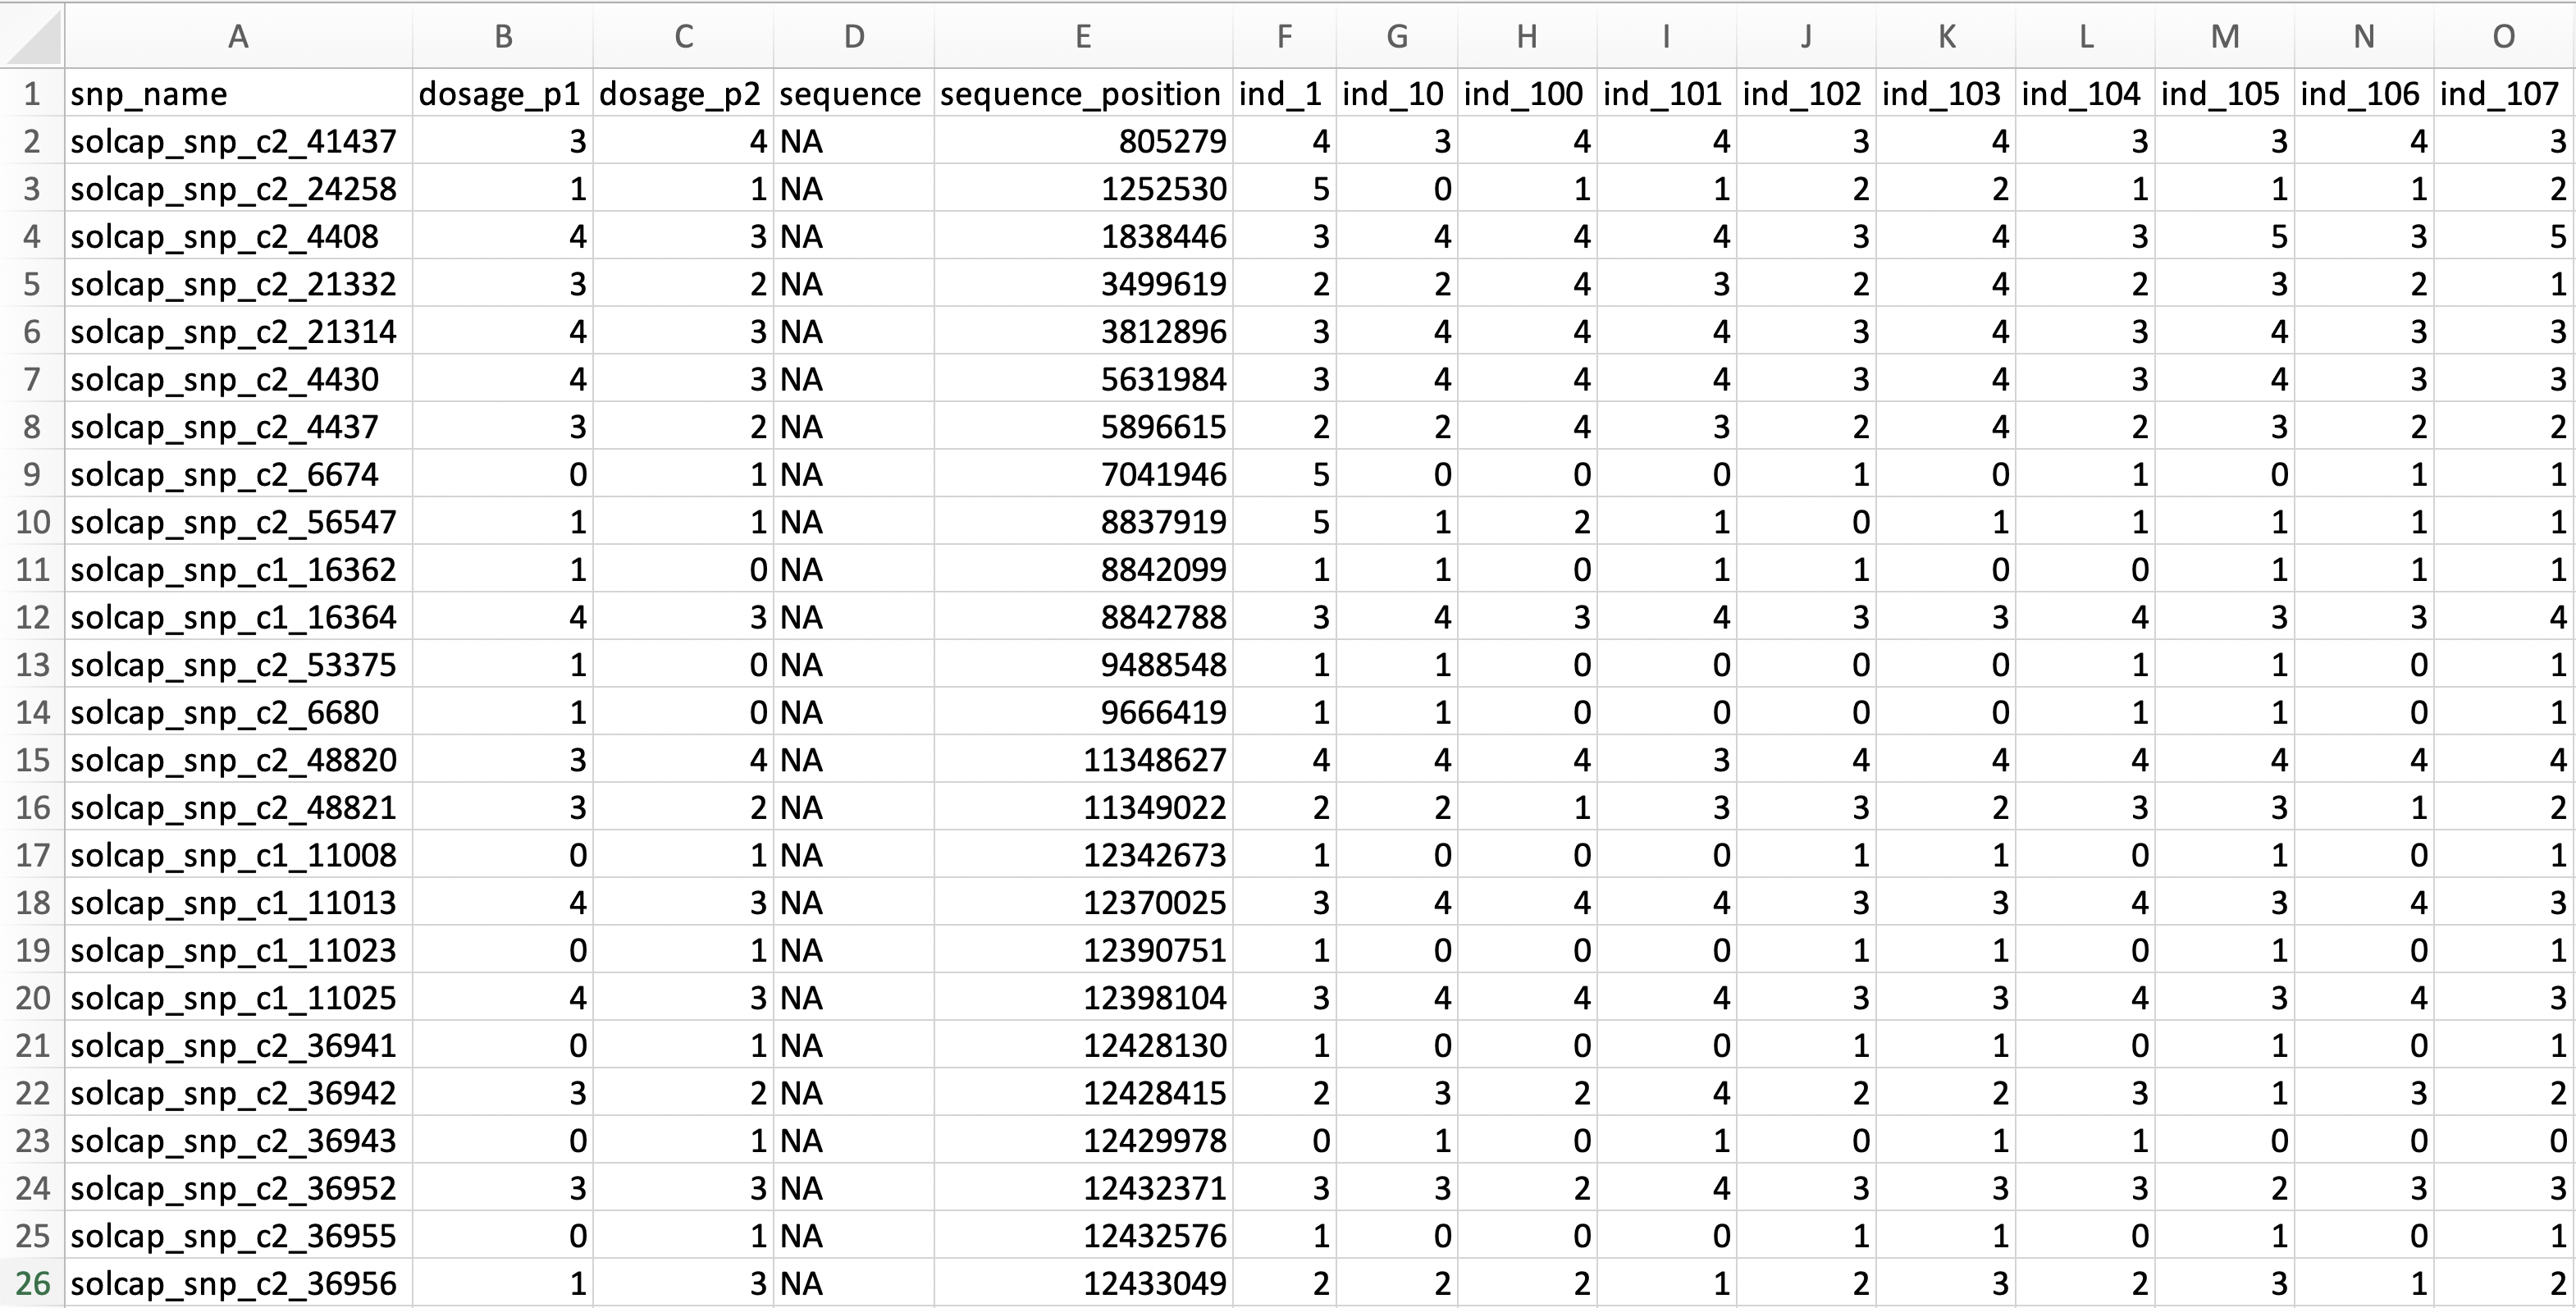 A B C D E F G H I J K L M N O
1 snp_name dosage_p1 dosage_p2 sequence sequence_position ind_1 ind_10 ind_100 ind_101 ind_102 ind_103 ind_104 ind_105 ind_106 ind_107
2 solcap_snp_c2_41437 3 4 NA 805279 4 3 4 4 3 4 3 3 4 3
3 solcap_snp_c2_24258 1 1 NA 1252530 5 0 1 1 2 2 1 1 1 2
4 solcap_snp_c2_4408 4 3 NA 1838446 3 4 4 4 3 4 3 5 3 5
5 solcap_snp_c2_21332 3 2 NA 3499619 2 2 4 3 2 4 2 3 2 1
6 solcap_snp_c2_21314 4 3 NA 3812896 3 4 4 4 3 4 3 4 3 3
7 solcap_snp_c2_4430 4 3 NA 5631984 3 4 4 4 3 4 3 4 3 3
8 solcap_snp_c2_4437 3 2 NA 5896615 2 2 4 3 2 4 2 3 2 2
9 solcap_snp_c2_6674 0 1 NA 7041946 5 0 0 0 1 0 1 0 1 1
10 solcap_snp_c2_56547 1 1 NA 8837919 5 1 2 1 0 1 1 1 1 1
11 solcap_snp_c1_16362 1 0 NA 8842099 1 1 0 1 1 0 0 1 1 1
12 solcap_snp_c1_16364 4 3 NA 8842788 3 4 3 4 3 3 4 3 3 4
13 solcap_snp_c2_53375 1 0 NA 9488548 1 1 0 0 0 0 1 1 0 1
14 solcap_snp_c2_6680 1 0 NA 9666419 1 1 0 0 0 0 1 1 0 1
15 solcap_snp_c2_48820 3 4 NA 11348627 4 4 4 3 4 4 4 4 4 4
16 solcap_snp_c2_48821 3 2 NA 11349022 2 2 1 3 3 2 3 3 1 2
17 solcap_snp_c1_11008 0 1 NA 12342673 1 0 0 0 1 1 0 1 0 1
18 solcap_snp_c1_11013 4 3 NA 12370025 3 4 4 4 3 3 4 3 4 3
19 solcap_snp_c1_11023 0 1 NA 12390751 1 0 0 0 1 1 0 1 0 1
20 solcap_snp_c1_11025 4 3 NA 12398104 3 4 4 4 3 3 4 3 4 3
21 solcap_snp_c2_36941 0 1 NA 12428130 1 0 0 0 1 1 0 1 0 1
22 solcap_snp_c2_36942 3 2 NA 12428415 2 3 2 4 2 2 3 1 3 2
23 solcap_snp_c2_36943 0 1 NA 12429978 0 1 0 1 0 1 1 0 0 0
24 solcap_snp_c2_36952 3 3 NA 12432371 3 3 2 4 3 3 3 2 3 3
25 solcap_snp_c2_36955 0 1 NA 12432576 1 0 0 0 1 1 0 1 0 1
26 solcap_snp_c2_36956 1 3 NA 12433049 2 2 2 1 2 3 2 3 1 2